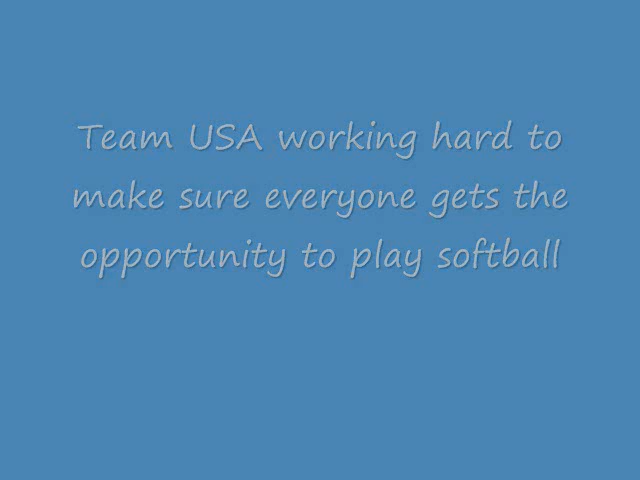 Team USA working hard to
make sure everyone gets the
opportunity to play softball